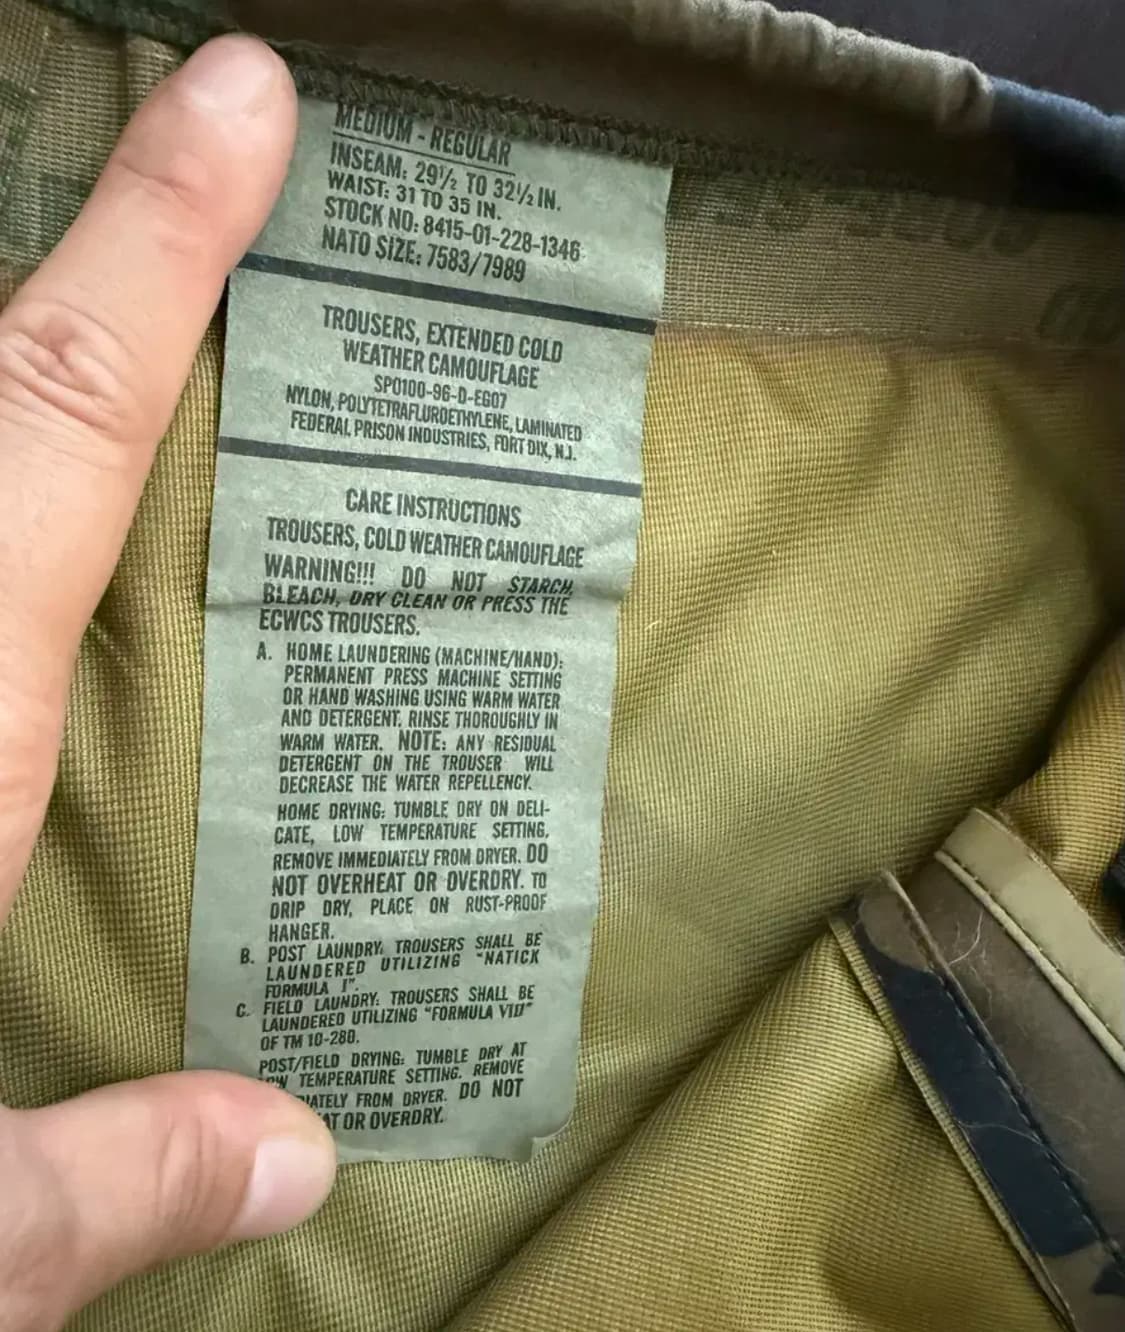 MEDIUM - REGULAR
INSEAM: 29½ TO 32½ IN.
WAIST: 31 TO 35 IN.
STOCK NO: 8415-01-228-1346
NATO SIZE: 7583/7989
TROUSERS, EXTENDED COLD
WEATHER CAMOUFLAGE
SPO100-96-D-EG07
NYLON, POLYTETRAFLUROETHYLENE, LAMINATED
FEDERAL PRISON INDUSTRIES, FORT DIX, N.J.
CARE INSTRUCTIONS
TROUSERS, COLD WEATHER CAMOUFLAGE
WARNING!!! DO NOT STARCH,
BLEACH, DRY CLEAN OR PRESS THE
ECWCS TROUSERS.
A. HOME LAUNDERING (MACHINE/HAND):
PERMANENT PRESS MACHINE SETTING
OR HAND WASHING USING WARM WATER
AND DETERGENT. RINSE THOROUGHLY IN
WARM WATER. NOTE: ANY RESIDUAL
DETERGENT ON THE TROUSER WILL
DECREASE THE WATER REPELLENCY.
HOME DRYING: TUMBLE DRY ON DELI-
CATE, LOW TEMPERATURE SETTING.
REMOVE IMMEDIATELY FROM DRYER. DO
NOT OVERHEAT OR OVERDRY. TO
DRIP DRY, PLACE ON RUST-PROOF
HANGER.
B. POST LAUNDRY, TROUSERS SHALL BE
LAUNDERED UTILIZING "NATICK
FORMULA I".
C. FIELD LAUNDRY: TROUSERS SHALL BE
LAUNDERED UTILIZING "FORMULA VIII"
OF TM 10-280.
POST/FIELD DRYING: TUMBLE DRY AT
TEMPERATURE SETTING. REMOVE
FROM DRYER. DO NOT
OR OVERDRY.